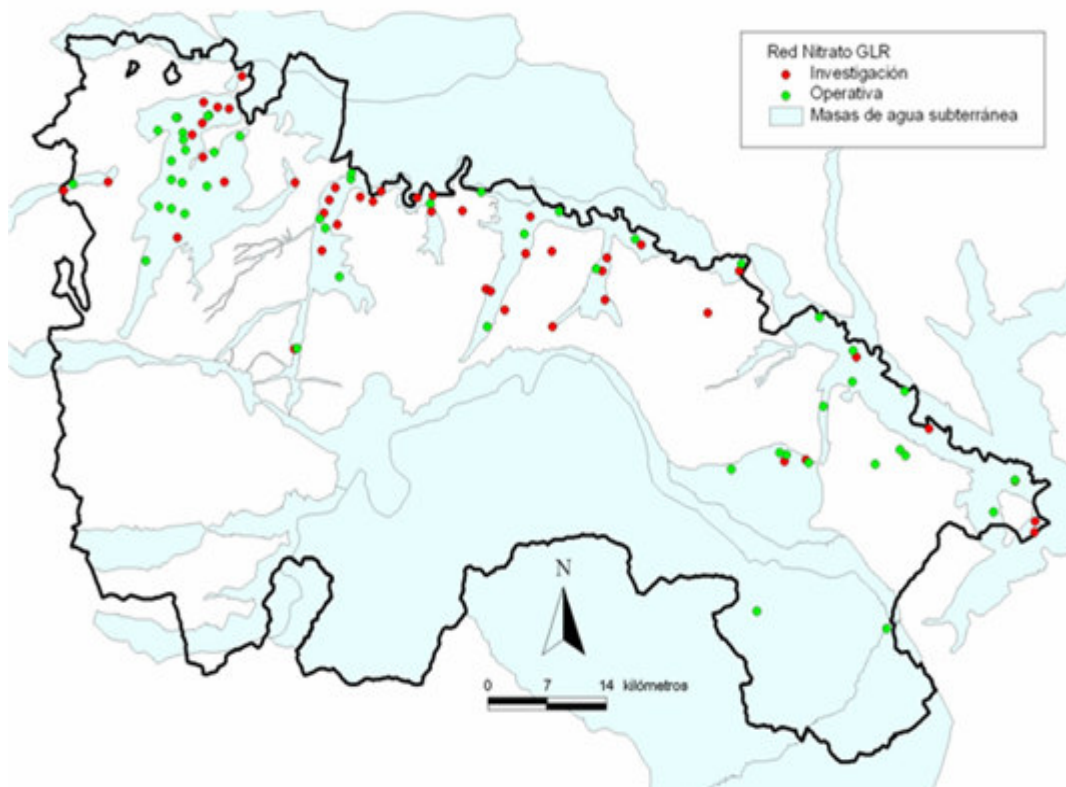 Red Nitrato GLR
Investigación
Operativa
Masas de agua subterránea
N
0 7 14 kilómetros